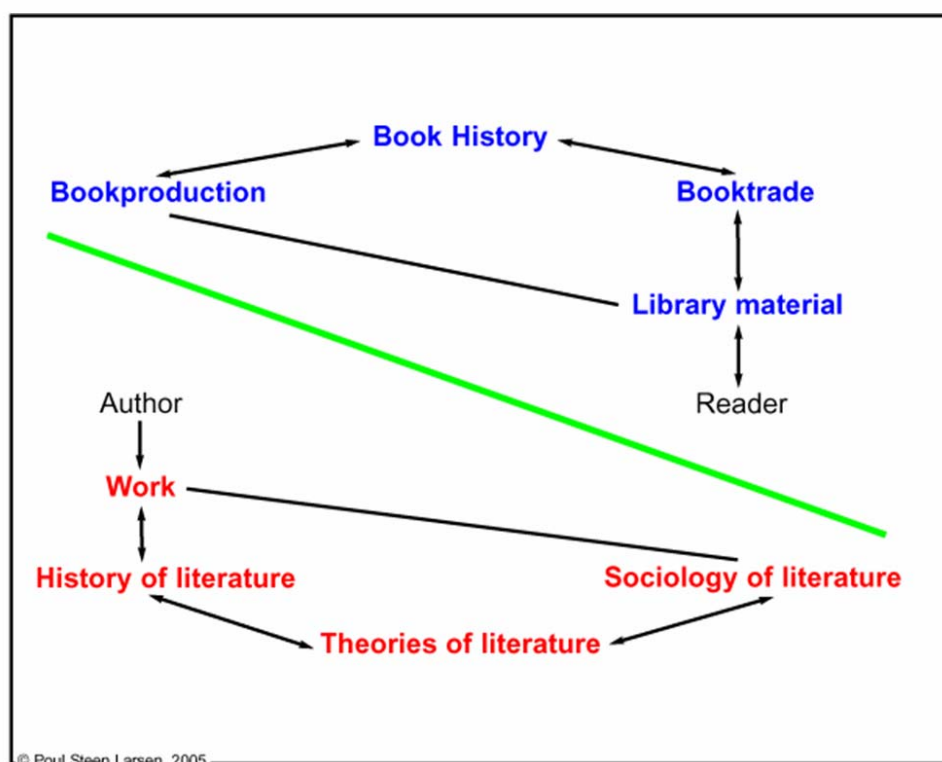 Book History
Bookproduction
Booktrade
Library material
Author
Reader
Work
History of literature
Sociology of literature
Theories of literature
© Poul Steen Larsen, 2005